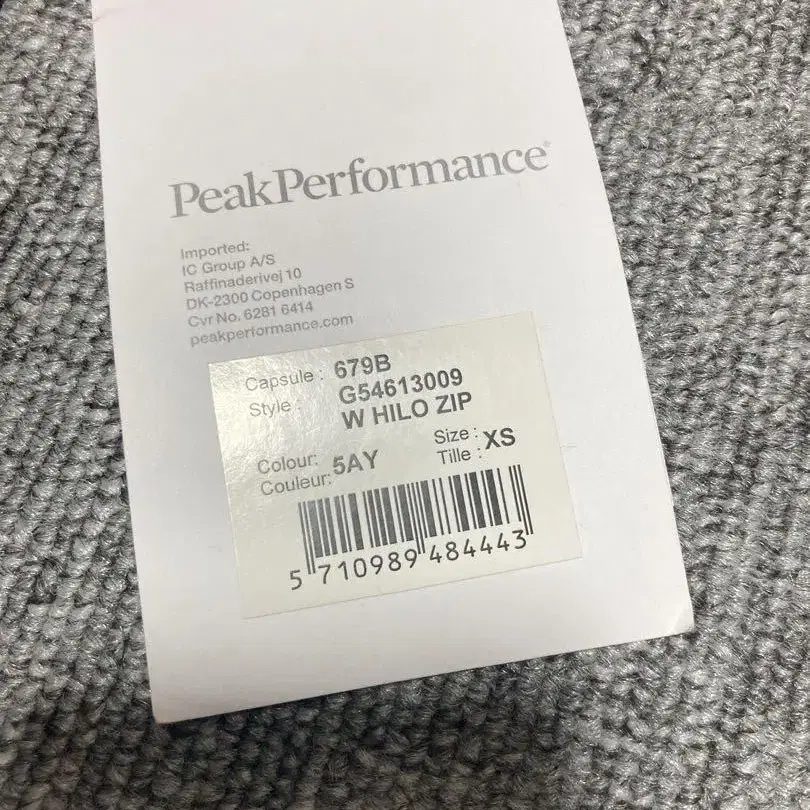 PeakPerformance®
Imported:
IC Group A/S
Raffinaderivej 10
DK-2300 Copenhagen S
Cvr No. 6281 6414
peakperformance.com
Capsule : 679B
Style : G54613009
W HILO ZIP
Colour: 5AY Size : XS
Couleur: Tille :
5 710989 484443